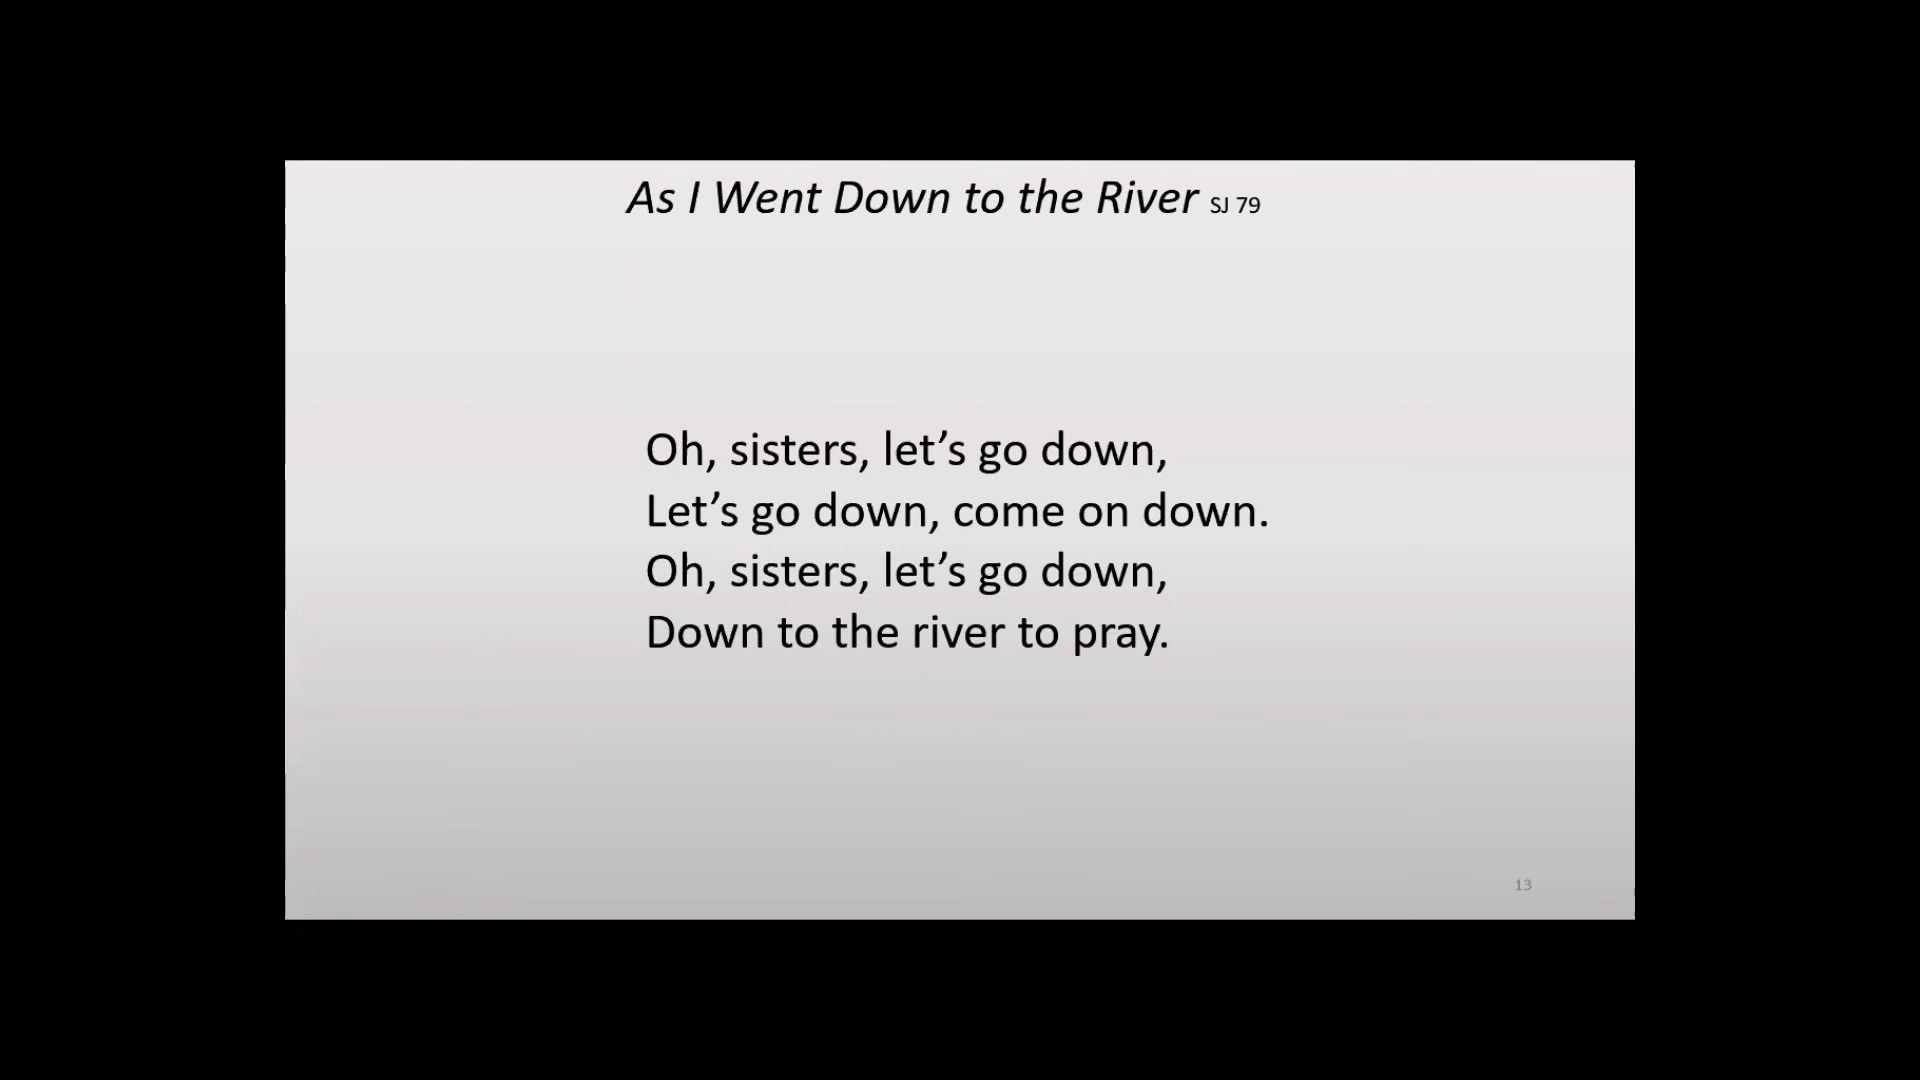 As I Went Down to the River SJ 79
Oh, sisters, let’s go down,
Let’s go down, come on down.
Oh, sisters, let’s go down,
Down to the river to pray.
13